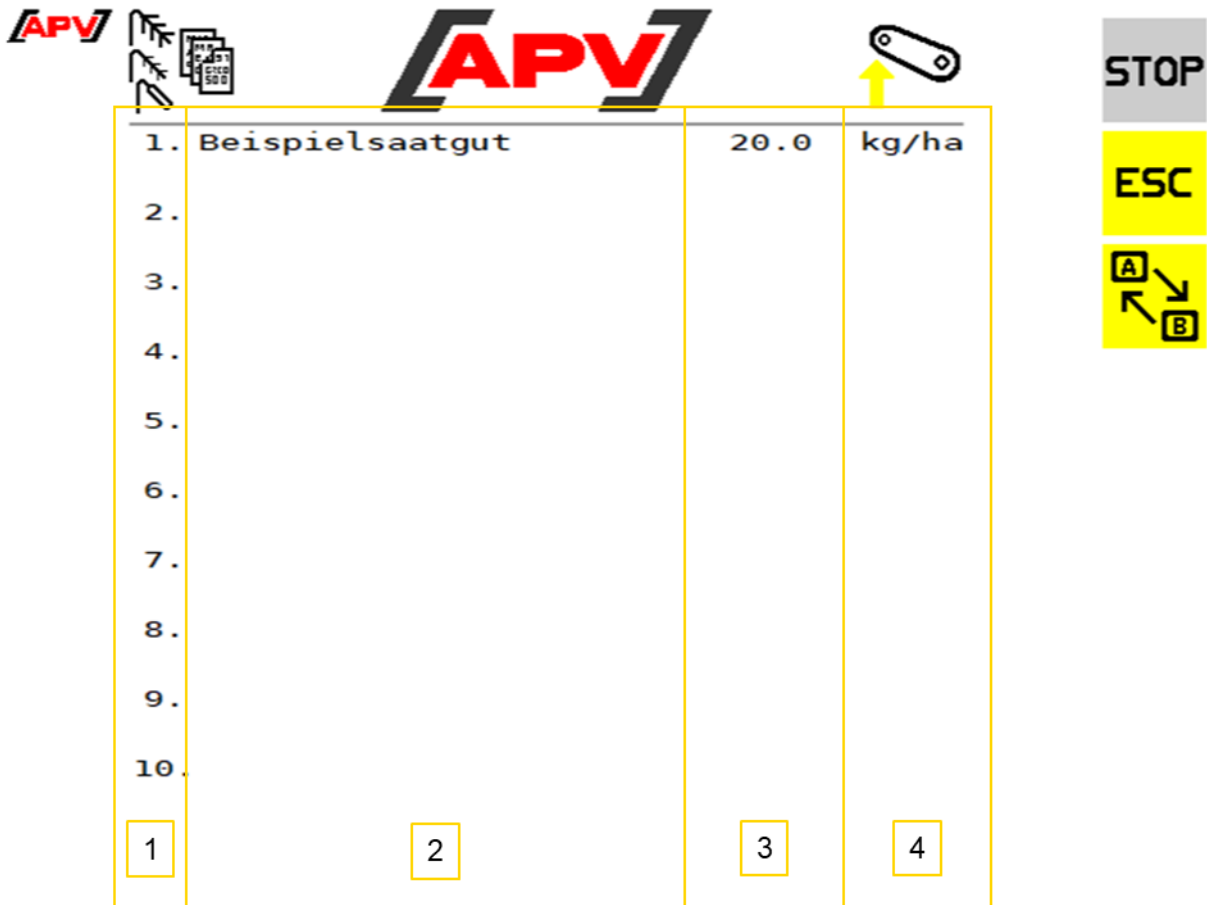 APV
APV
STOP
1. Beispielsaatgut 20.0 kg/ha
ESC
2.
3.
A
B
4.
5.
6.
7.
8.
9.
10.
1 2 3 4